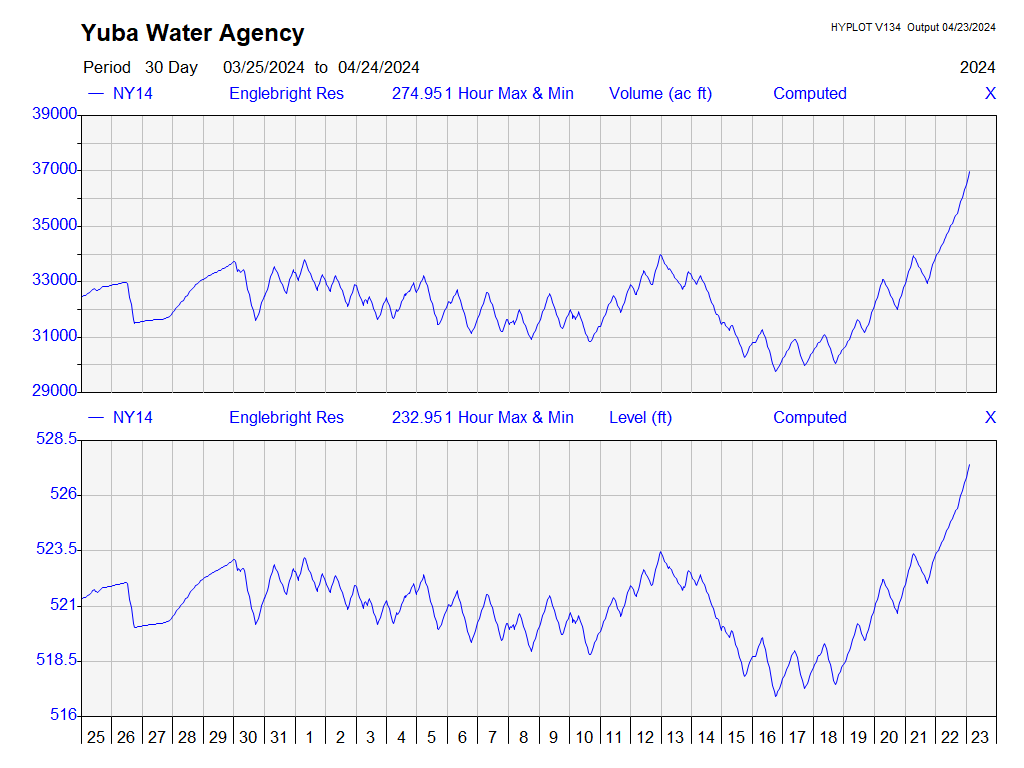 Yuba Water Agency
HYPLOT V134 Output 04/23/2024
Period 30 Day 03/25/2024 to 04/24/2024
2024
NY14 Englebright Res 274.951 Hour Max & Min Volume (ac ft) Computed X
39000
37000
35000
33000
31000
29000
NY14 Englebright Res 232.951 Hour Max & Min Level (ft) Computed X
528.5
526
523.5
521
518.5
516
25 26 27 28 29 30 31 1 2 3 4 5 6 7 8 9 10 11 12 13 14 15 16 17 18 19 20 21 22 23